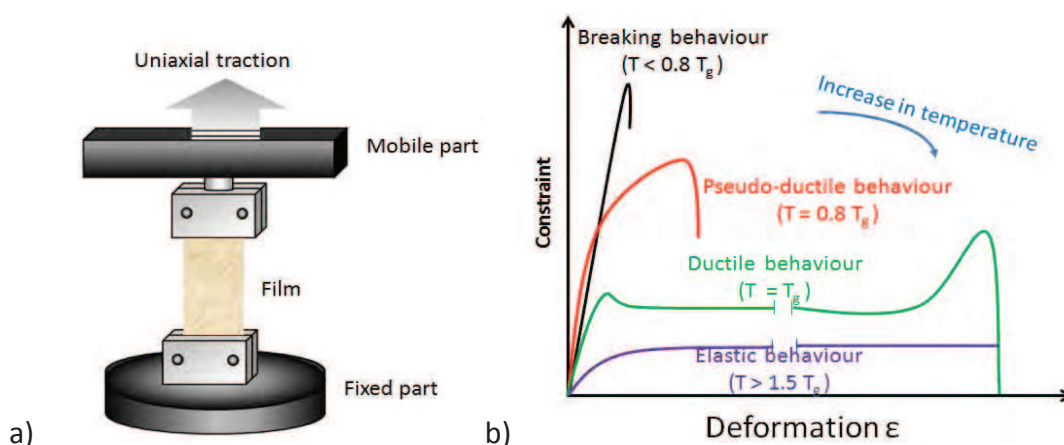 Uniaxial traction
Mobile part
Film
Fixed part
a)
Breaking behaviour
(T < 0.8 Tg)
Increase in temperature
Pseudo-ductile behaviour
(T = 0.8 Tg)
Ductile behaviour
(T = Tg)
Elastic behaviour
(T > 1.5 Tg)
Constraint
Deformation ε
b)